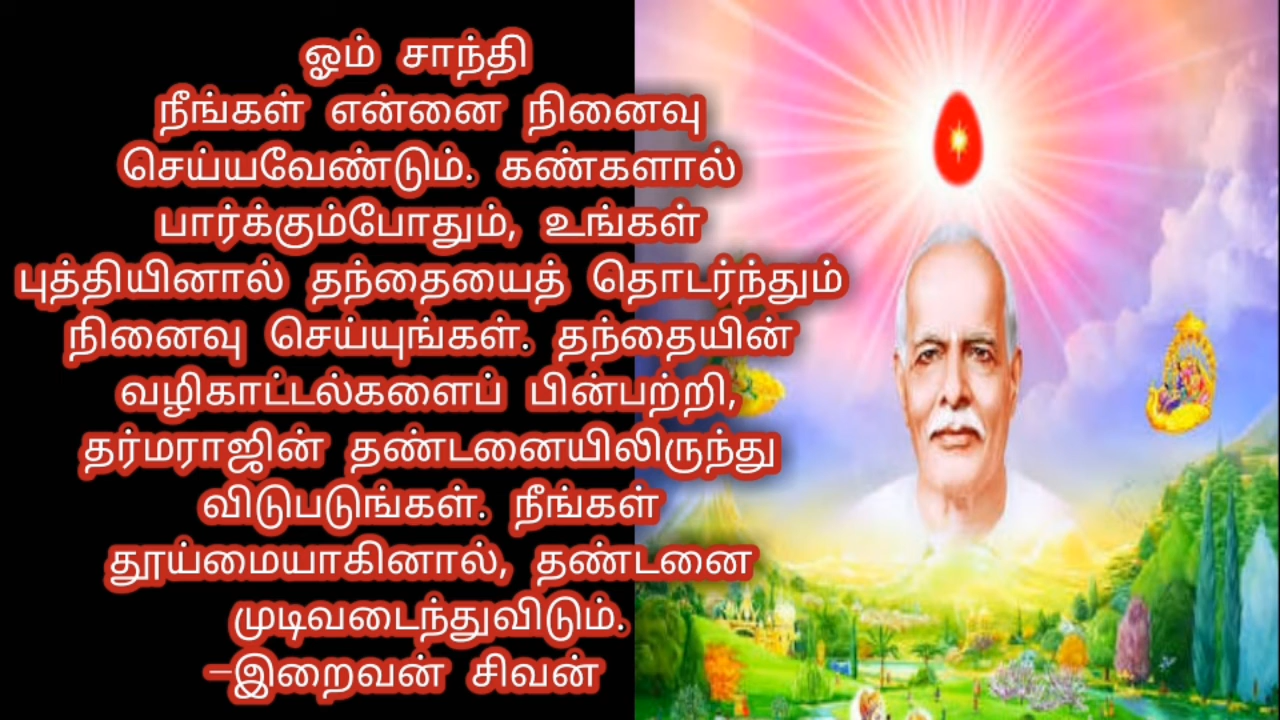 ஓம் சாந்தி
நீங்கள் என்னை நினைவு
செய்யவேண்டும். கண்களால்
பார்க்கும்போதும், உங்கள்
புத்தியினால் தந்தையைத் தொடர்ந்தும்
நினைவு செய்யுங்கள். தந்தையின்
வழிகாட்டல்களைப் பின்பற்றி,
தர்மராஜின் தண்டனையிலிருந்து
விடுபடுங்கள். நீங்கள்
தூய்மையாகினால், தண்டனை
முடிவடைந்துவிடும்.
–இறைவன் சிவன்